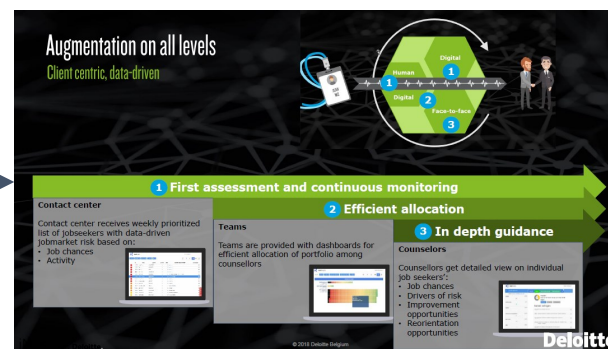 Augmentation on all levels
Client centric, data-driven
Digital
1
Human
1
Digital
2
Face-to-face
3
1 First assessment and continuous monitoring
Contact center
Contact center receives weekly prioritized
list of jobseekers with data-driven
jobmarket risk based on:
• Job chances
• Activity
2 Efficient allocation
Teams
Teams are provided with dashboards for
efficient allocation of portfolio among
counsellors
3 In depth guidance
Counselors
Counsellors get detailed view on individual
job seekers':
• Job chances
• Drivers of risk
• Improvement
opportunities
• Reorientation
opportunities
© 2018 Deloitte Belgium
Deloitte